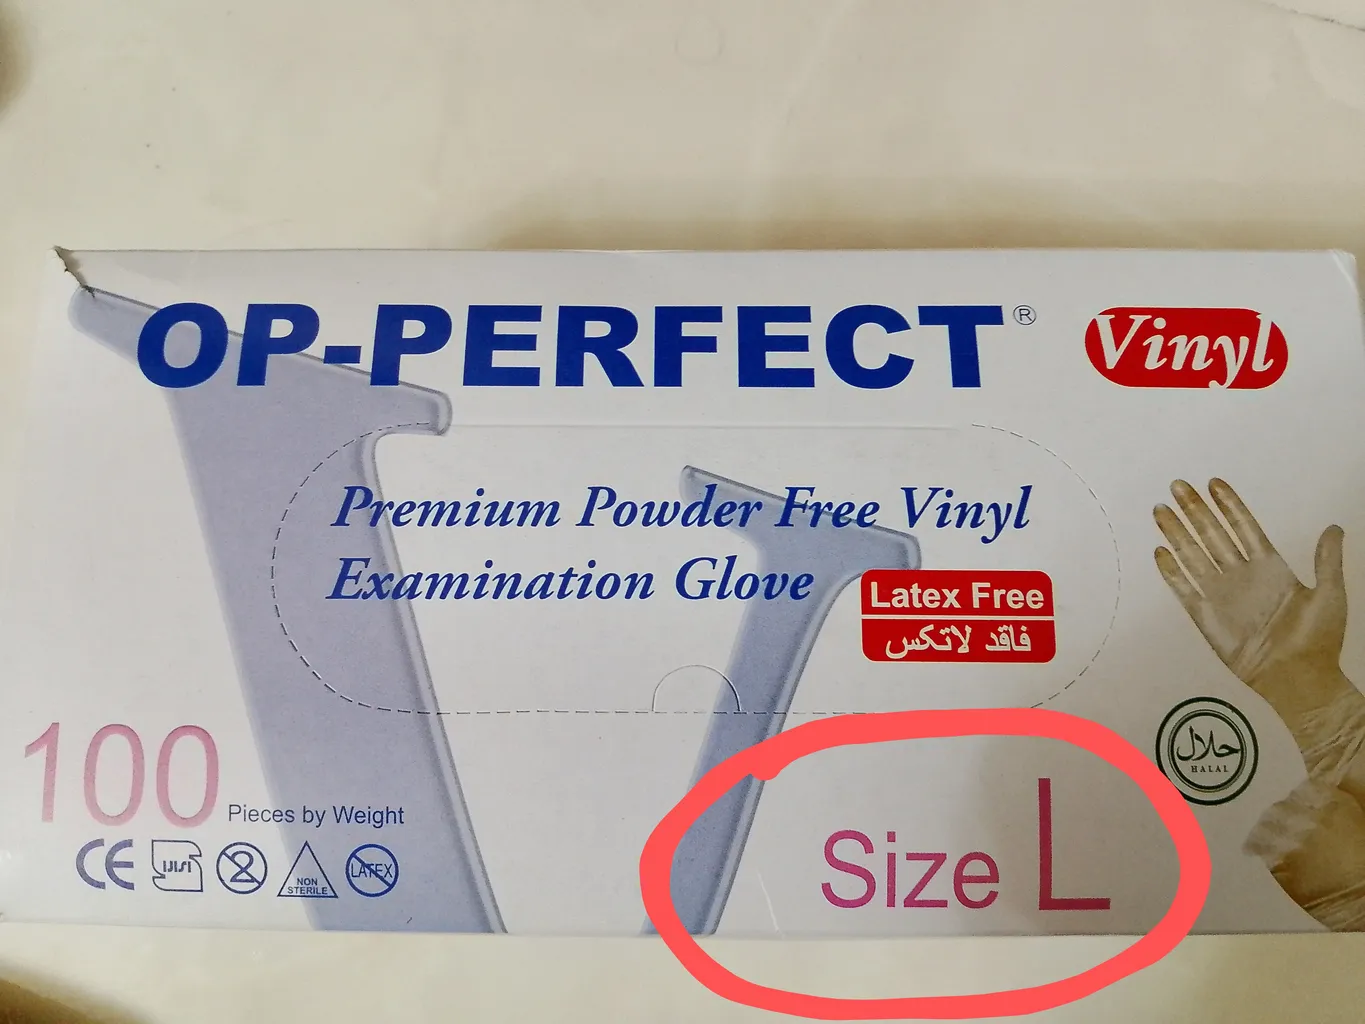 OP-PERFECT®
Vinyl
Premium Powder Free Vinyl
Examination Glove
Latex Free
فاقد لاتكس
100 Pieces by Weight
CE
2
NON
STERILE
LATEX
Size L
حلال
HALAL